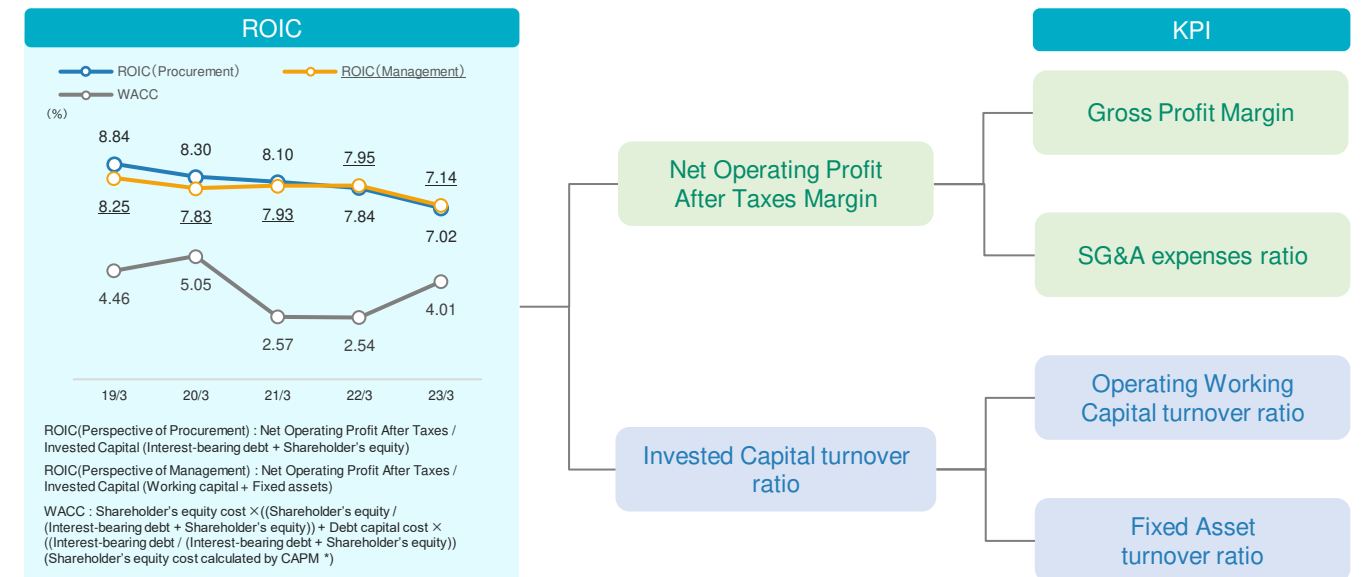 ROIC
ROIC(Procurement)
ROIC(Management)
WACC
(%)
8.84
8.30
8.10
7.95
7.14
8.25
7.83
7.93
7.84
7.02
4.46
5.05
2.57
2.54
4.01
19/3
20/3
21/3
22/3
23/3
ROIC(Perspective of Procurement) : Net Operating Profit After Taxes /
Invested Capital (Interest-bearing debt + Shareholder's equity)
ROIC(Perspective of Management) : Net Operating Profit After Taxes /
Invested Capital (Working capital + Fixed assets)
WACC : Shareholder's equity cost ×((Shareholder's equity /
(Interest-bearing debt + Shareholder's equity)) + Debt capital cost ×
((Interest-bearing debt / (Interest-bearing debt + Shareholder's equity))
(Shareholder's equity cost calculated by CAPM *)
Net Operating Profit
After Taxes Margin
Invested Capital turnover
ratio
KPI
Gross Profit Margin
SG&A expenses ratio
Operating Working
Capital turnover ratio
Fixed Asset
turnover ratio